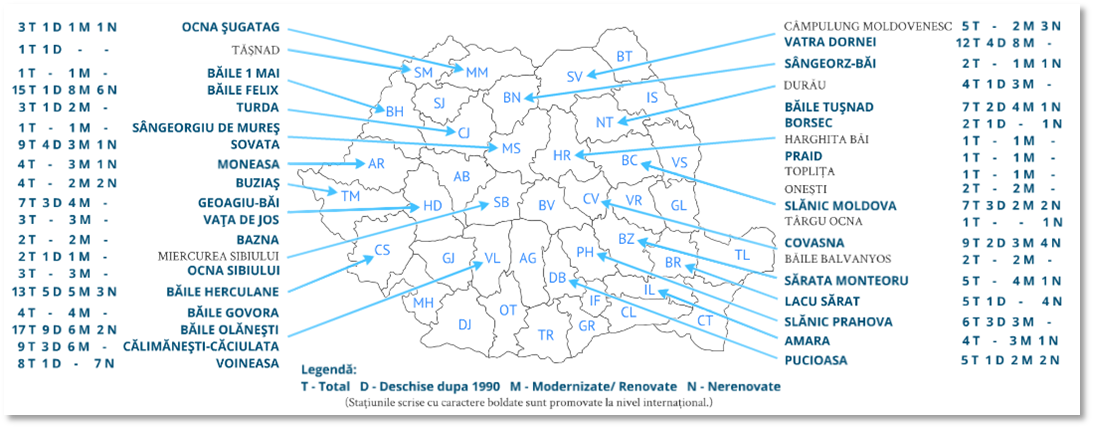 3 T 1 D 1 M 1 N OCNA ŞUGATAG
1 T 1 D - - TĂŞNAD
1 T - 1 M - BĂILE 1 MAI
15 T 1 D 8 M 6 N BĂILE FELIX
3 T 1 D 2 M - TURDA
1 T - 1 M - SÂNGEORGIU DE MUREŞ
9 T 4 D 3 M 1 N SOVATA
4 T - 3 M 1 N MONEASA
4 T - 2 M 2 N BUZIAŞ
7 T 3 D 4 M - GEOAGIU-BĂI
3 T - 3 M - VAŢA DE JOS
2 T - 2 M - BAZNA
2 T 1 D 1 M - MIERCUREA SIBIULUI
3 T - 3 M - OCNA SIBIULUI
13 T 5 D 5 M 3 N BĂILE HERCULANE
4 T - 4 M - BĂILE GOVORA
17 T 9 D 6 M 2 N BĂILE OLĂNEŞTI
9 T 3 D 6 M - CĂLIMĂNEŞTI-CĂCIULATA
8 T 1 D - 7 N VOINEASA
SM MM SV BT
BH SJ BN IS
CJ NT
MS HR BC VS
AR AB
TM HD SB BV CV VR GL
CS GJ VL AG PH BZ BR TL
DB IL
MH DJ OT TR GR IF CL CT
CÂMPULUNG MOLDOVENESC 5 T - 2 M 3 N
VATRA DORNEI 12 T 4 D 8 M -
SÂNGEORZ-BĂI 2 T - 1 M 1 N
DURĂU 4 T 1 D 3 M -
BĂILE TUŞNAD 7 T 2 D 4 M 1 N
BORSEC 2 T 1 D - 1 N
HARGHITA BĂI 1 T - 1 M -
PRAID 1 T - 1 M -
TOPLIŢA 1 T - 1 M -
ONEŞTI 2 T - 2 M -
SLĂNIC MOLDOVA 7 T 3 D 2 M 2 N
TÂRGU OCNA 1 T - - 1 N
COVASNA 9 T 2 D 3 M 4 N
BĂILE BALVANYOS 2 T - 2 M -
SĂRATA MONTEORU 5 T - 4 M 1 N
LACU SĂRAT 5 T 1 D - 4 N
SLĂNIC PRAHOVA 6 T 3 D 3 M -
AMARA 4 T - 3 M 1 N
PUCIOASA 5 T 1 D 2 M 2 N
Legendă:
T - Total D - Deschise dupa 1990 M - Modernizate/ Renovate N - Nerenovate
(Staţiunile scrise cu caractere boldate sunt promovate la nivel internaţional.)